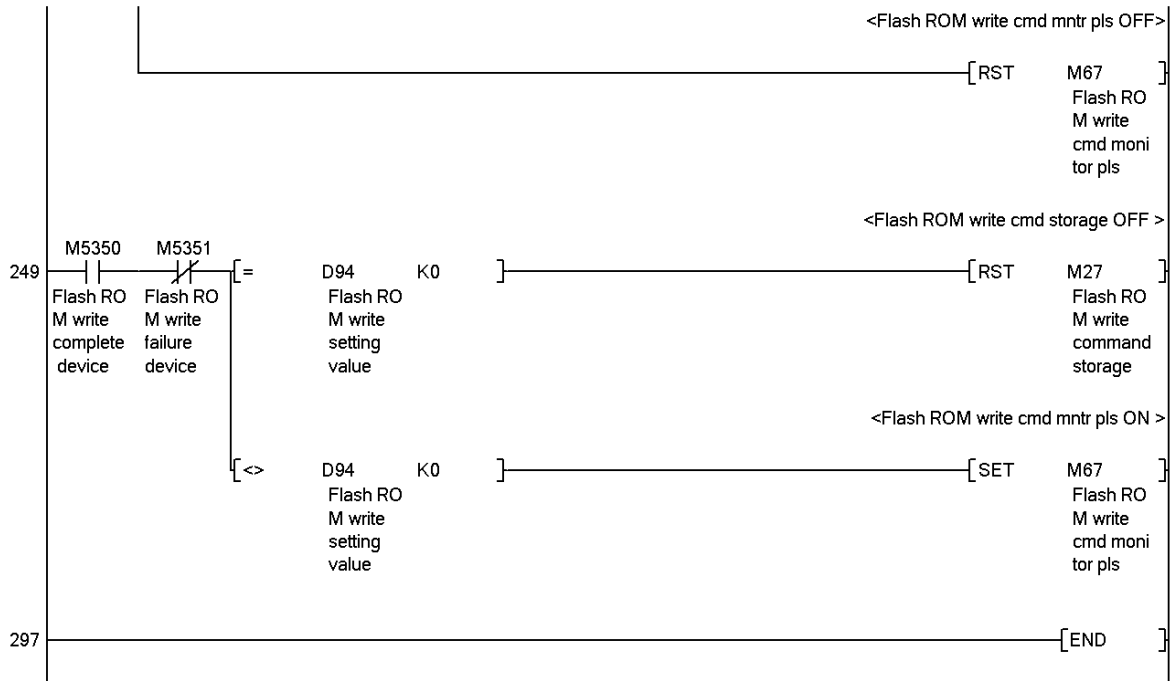 <Flash ROM write cmd mntr pls OFF>
[RST M67 ]
Flash RO
M write
cmd moni
tor pls
<Flash ROM write cmd storage OFF >
M5350 M5351
249 [= D94 K0 ] [RST M27 ]
Flash RO Flash RO Flash RO Flash RO
M write M write M write M write
complete failure setting command
device device value storage
<Flash ROM write cmd mntr pls ON >
[<> D94 K0 ] [SET M67 ]
Flash RO Flash RO
M write M write
setting cmd moni
value tor pls
297 [END ]